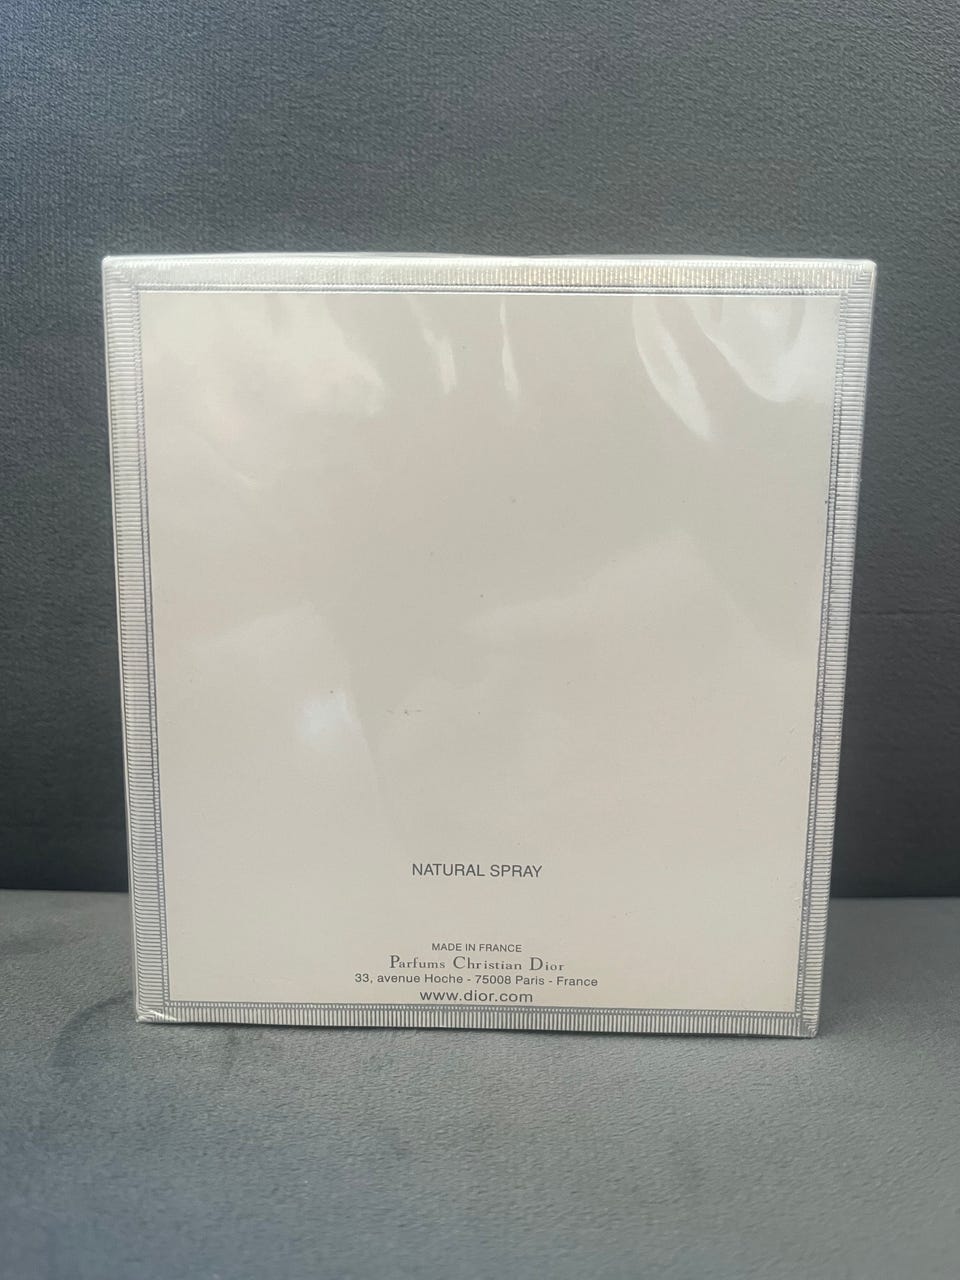 NATURAL SPRAY
MADE IN FRANCE
Parfums Christian Dior
33, avenue Hoche - 75008 Paris - France
www.dior.com